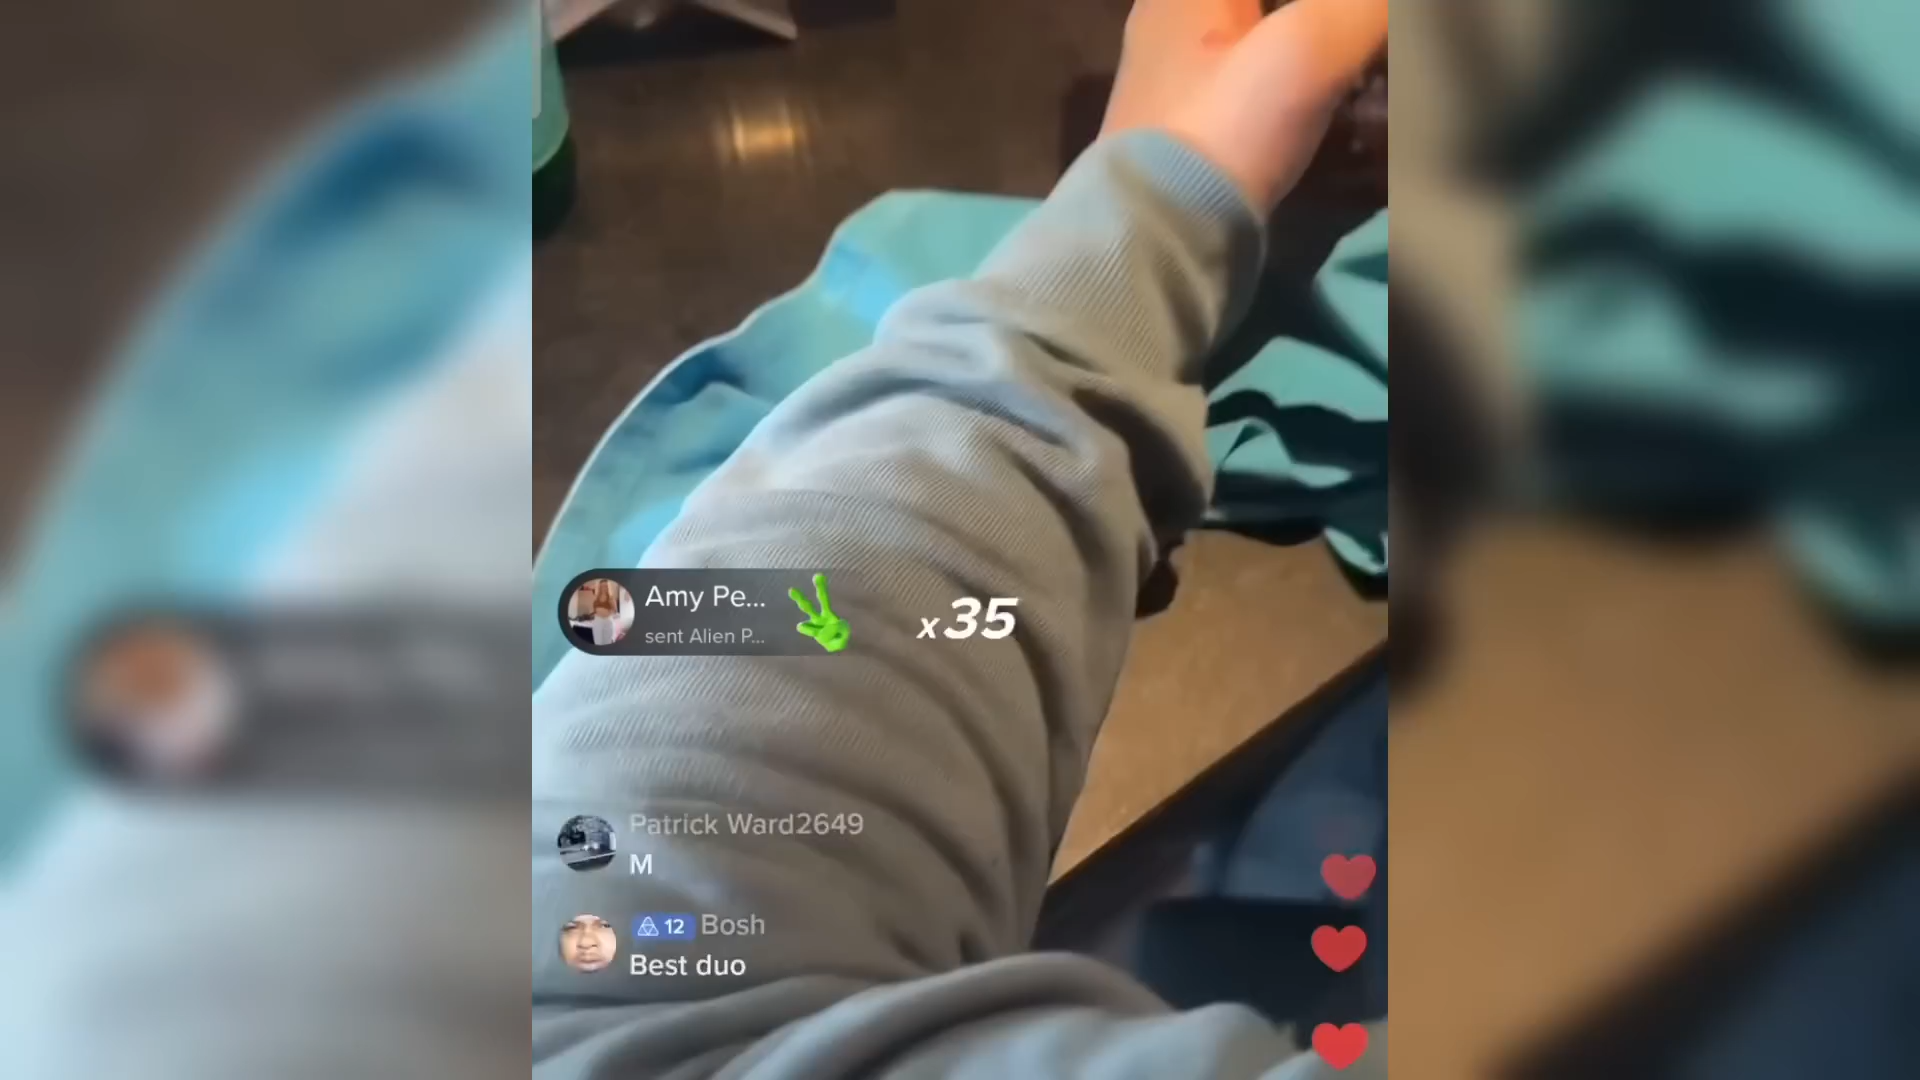 Amy Pe...
sent Alien P...
x35
Patrick Ward2649
M
12 Bosh
Best duo